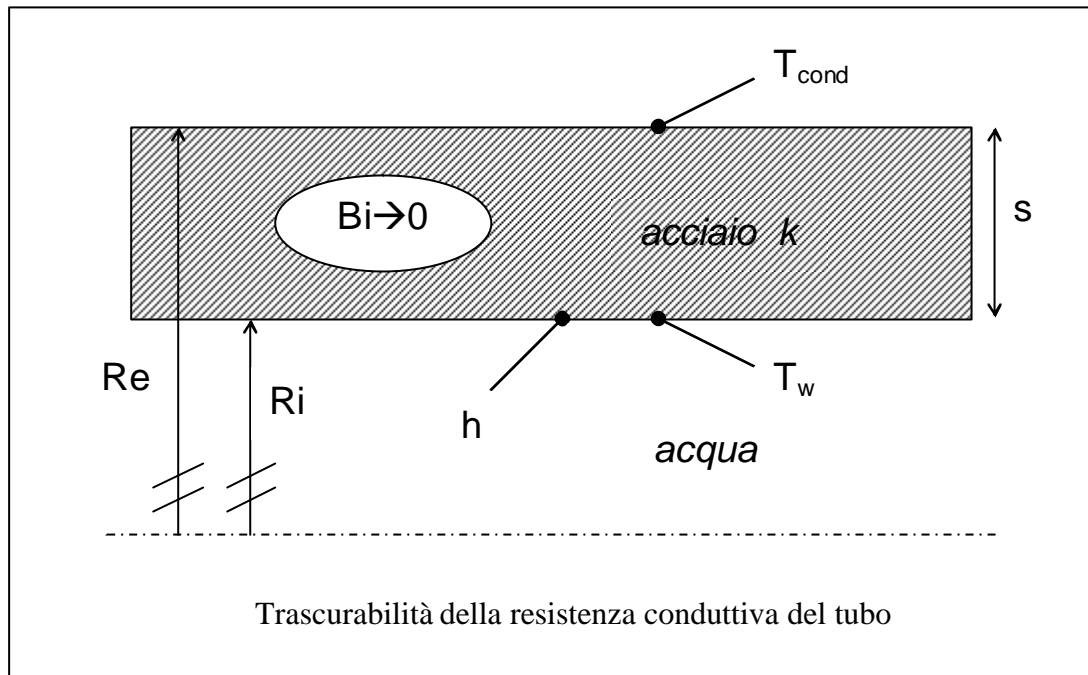 T_cond
Bi→0
acciaio k
s
Re
Ri
h
T_w
acqua
Trascurabilità della resistenza conduttiva del tubo